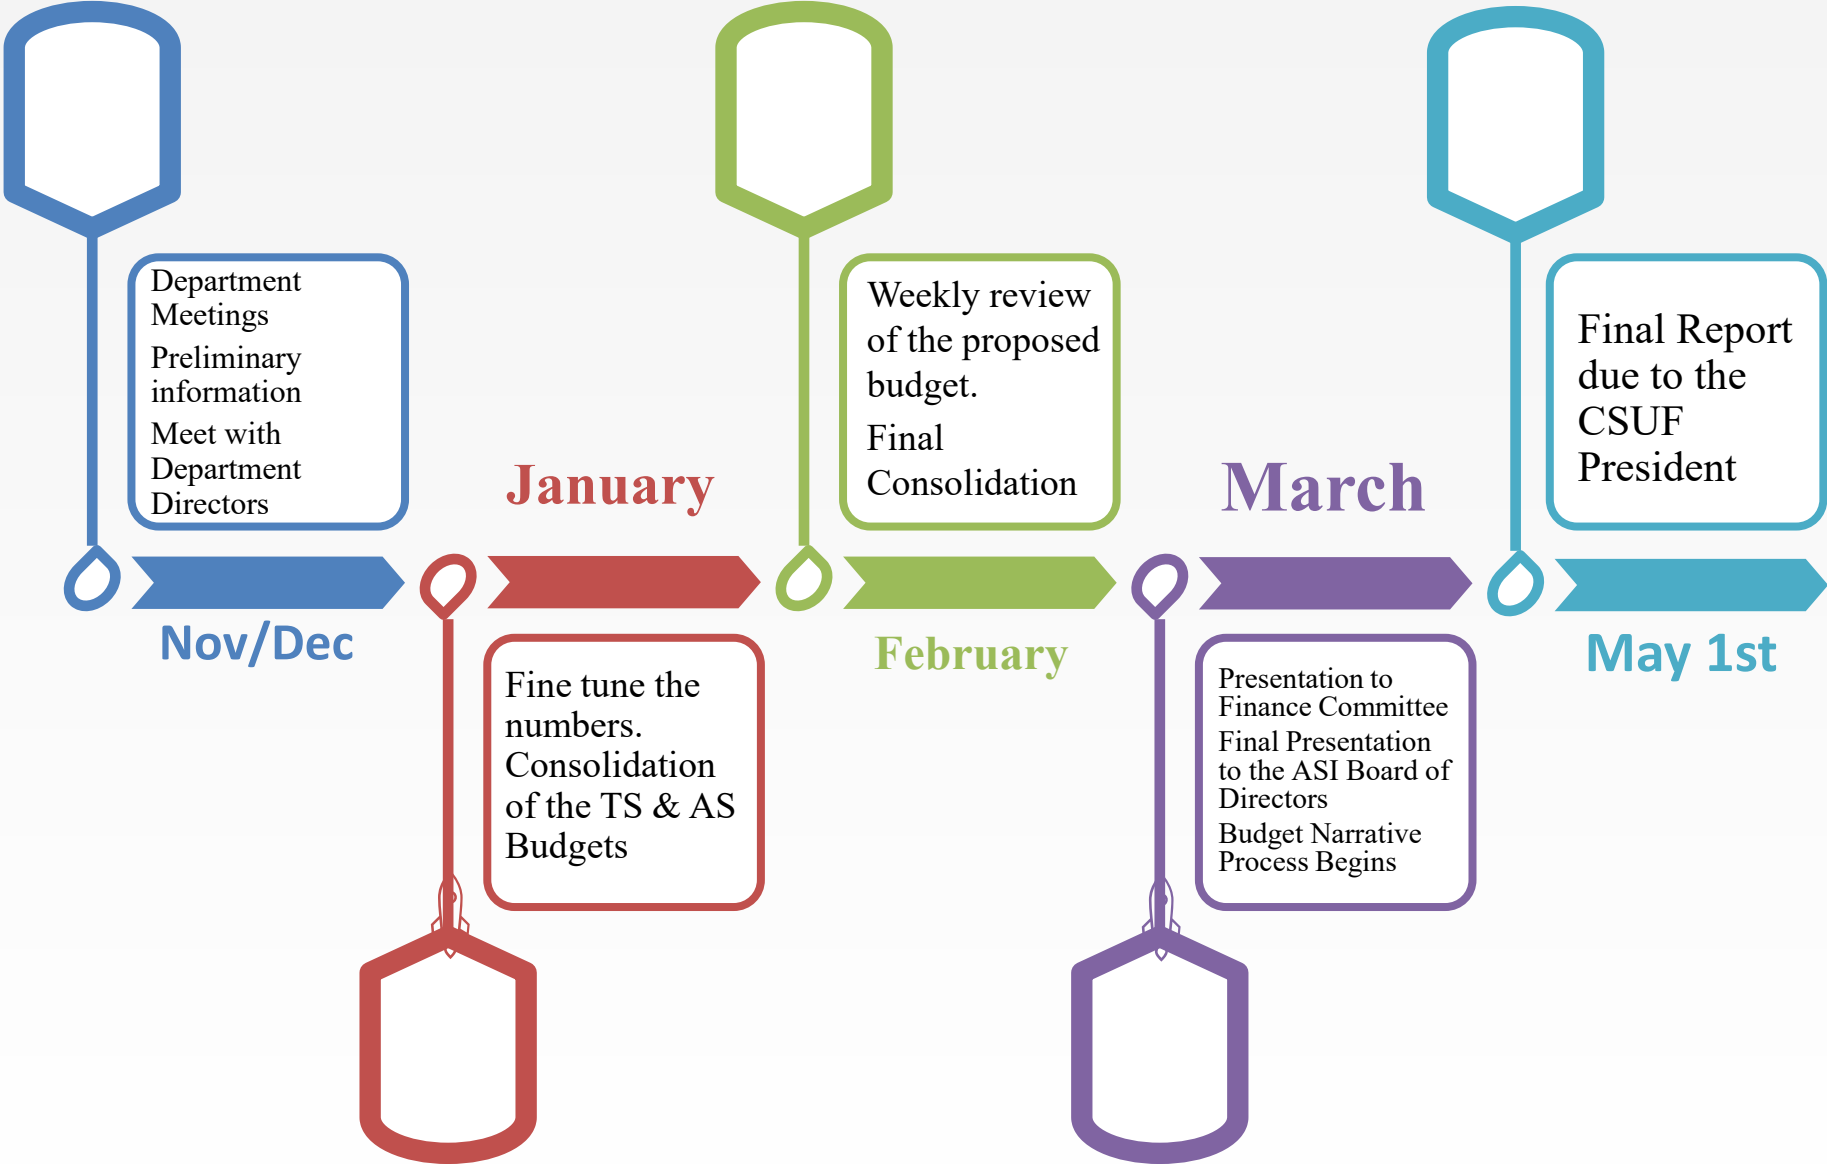 Department
Meetings
Preliminary
information
Meet with
Department
Directors
Nov/Dec
January
Fine tune the
numbers.
Consolidation
of the TS & AS
Budgets
Weekly review
of the proposed
budget.
Final
Consolidation
February
March
Presentation to
Finance Committee
Final Presentation
to the ASI Board of
Directors
Budget Narrative
Process Begins
Final Report
due to the
CSUF
President
May 1st